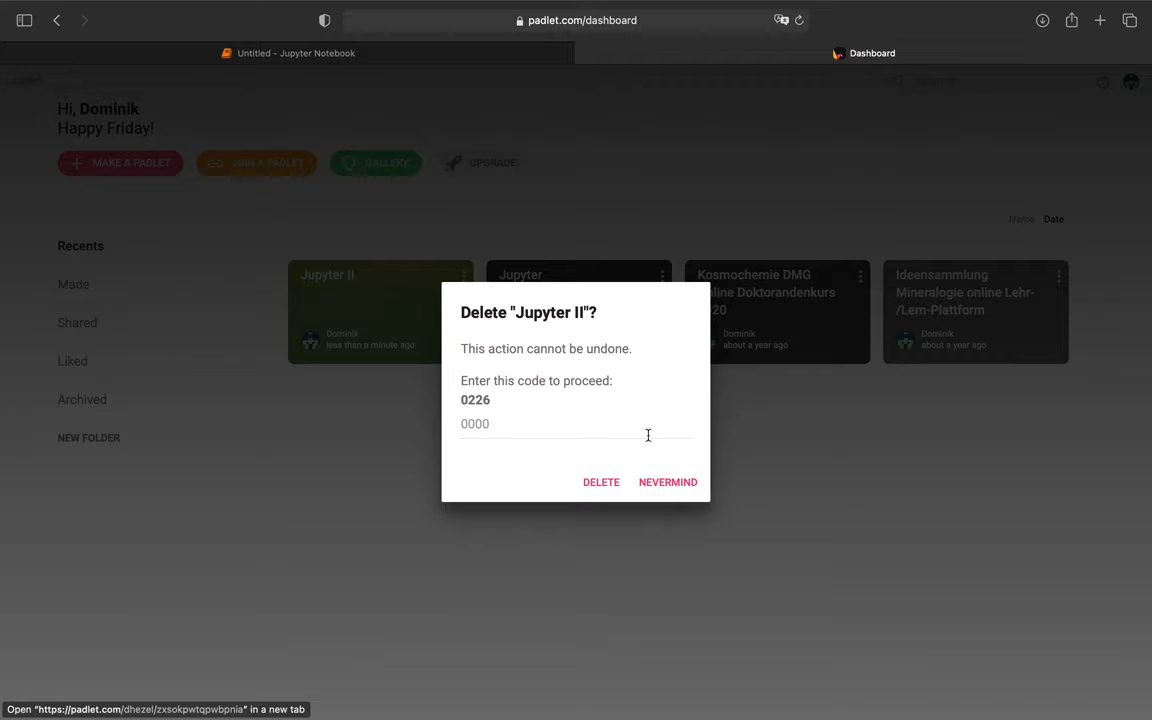 padlet.com/dashboard
Untitled - Jupyter Notebook
Dashboard
Hi, Dominik
Happy Friday!
MAKE A PADLET
JOIN A PADLET
GALLERY
UPGRADE
Name
Date
Recents
Made
Shared
Liked
Archived
NEW FOLDER
Jupyter II
Dominik
less than a minute ago
Jupyter
Kosmochemie DMG
Doktorandenkurs
Dominik
about a year ago
Ideensammlung
Mineralogie online Lehr-
/Lern-Plattform
Dominik
about a year ago
Delete "Jupyter II"?
This action cannot be undone.
Enter this code to proceed:
0226
0000
DELETE
NEVERMIND
Open "https://padlet.com/dhezel/zxsokpwtqpwbpnia" in a new tab